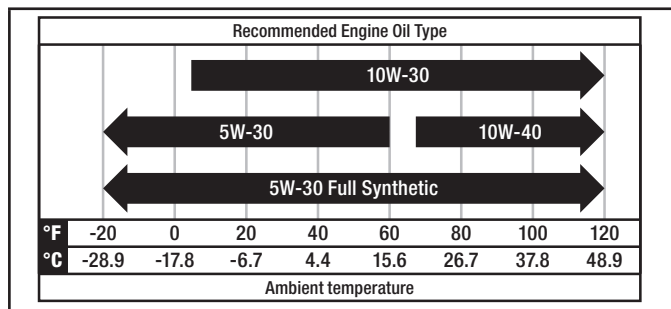 Recommended Engine Oil Type
10W-30
5W-30 10W-40
5W-30 Full Synthetic
°F -20 0 20 40 60 80 100 120
°C -28.9 -17.8 -6.7 4.4 15.6 26.7 37.8 48.9
Ambient temperature